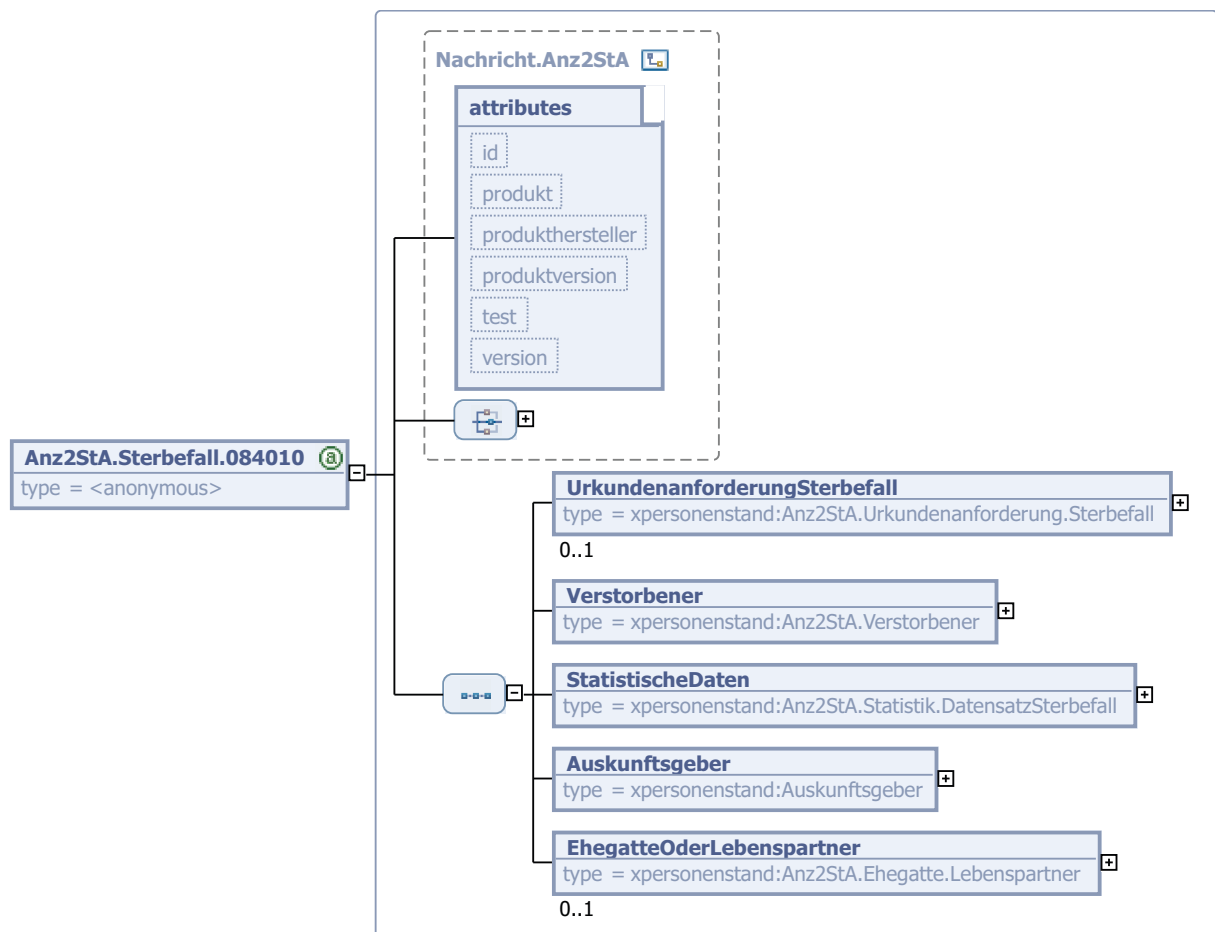 Nachricht.Anz2StA
attributes
id
produkt
produkthersteller
produktversion
test
version
Anz2StA.Sterbefall.084010 a
type = <anonymous>
UrkundenanforderungSterbefall
type = xpersonenstand:Anz2StA.Urkundenanforderung.Sterbefall
0..1
Verstorbener
type = xpersonenstand:Anz2StA.Verstorbener
StatistischeDaten
type = xpersonenstand:Anz2StA.Statistik.DatensatzSterbefall
Auskunftsgeber
type = xpersonenstand:Auskunftsgeber
EhegatteOderLebenspartner
type = xpersonenstand:Anz2StA.Ehegatte.Lebenspartner
0..1